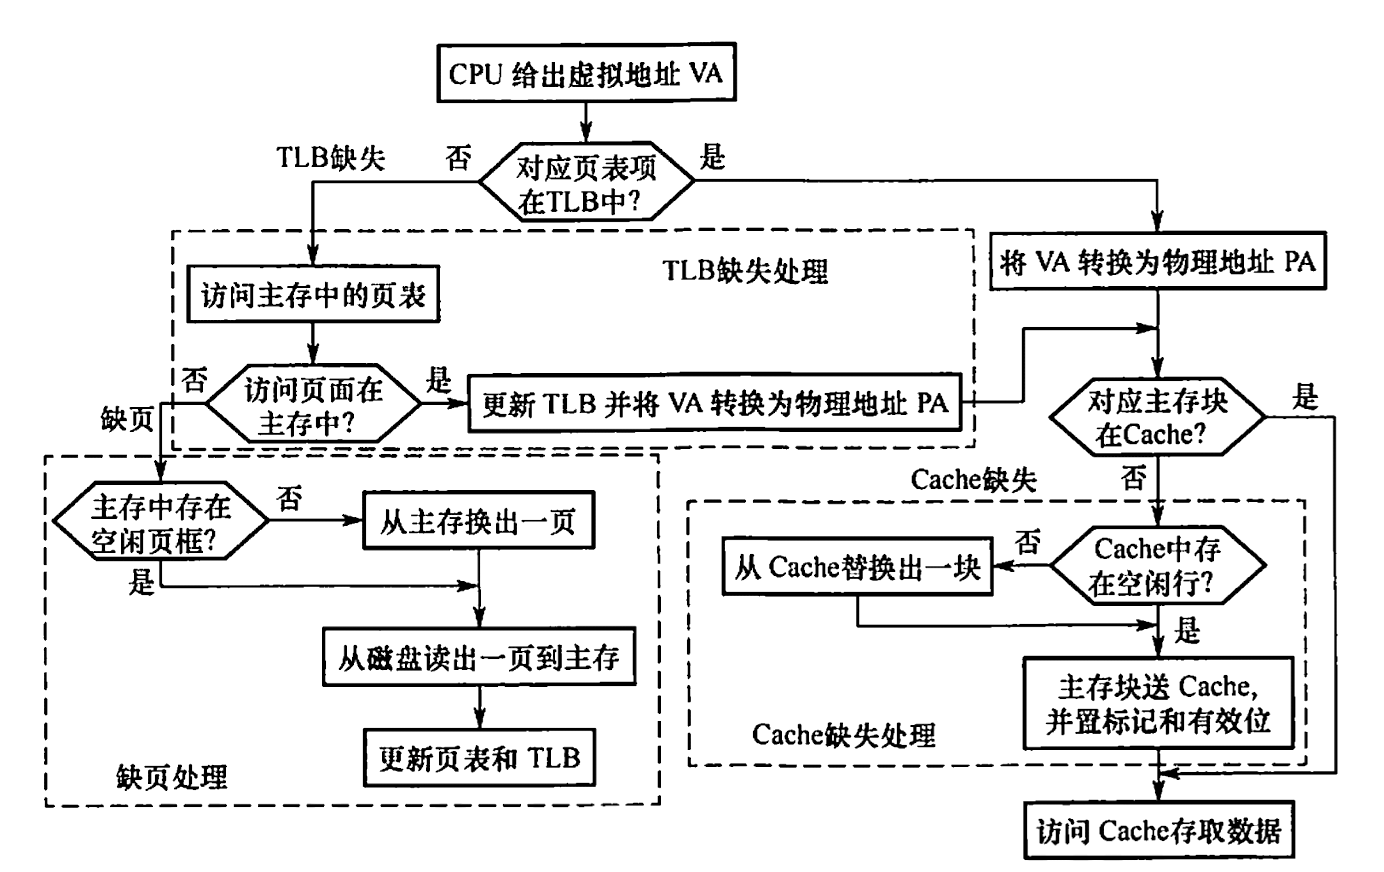 CPU 给出虚拟地址 VA
TLB缺失
否
对应页表项
在TLB中?
是
TLB缺失处理
将 VA 转换为物理地址 PA
访问主存中的页表
否
访问页面在
主存中?
是
更新 TLB 并将 VA 转换为物理地址 PA
缺页
对应主存块
在Cache?
是
Cache缺失
否
主存中存在
空闲页框?
否
从主存换出一页
是
从 Cache替换出一块
否
Cache中存
在空闲行?
是
从磁盘读出一页到主存
主存块送 Cache,
并置标记和有效位
Cache缺失处理
更新页表和 TLB
缺页处理
访问 Cache存取数据